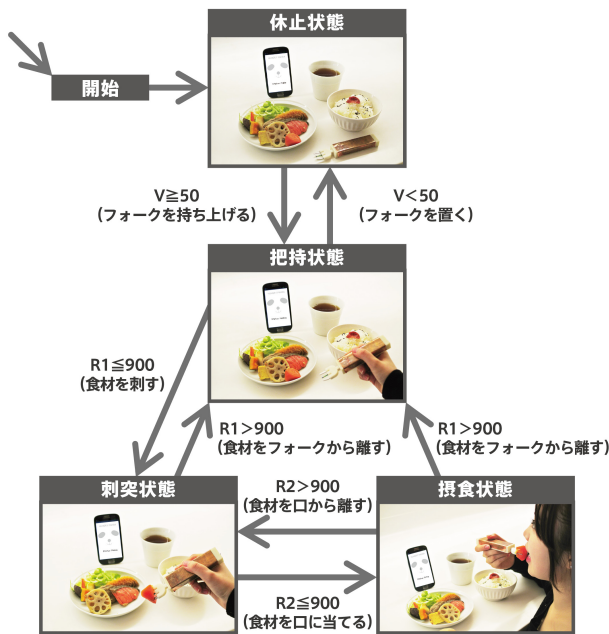 休止状態
開始
V≧50
(フォークを持ち上げる)
V<50
(フォークを置く)
把持状態
R1≦900
(食材を刺す)
R1>900
(食材をフォークから離す)
R1>900
(食材をフォークから離す)
刺突状態
R2>900
(食材を口から離す)
摂食状態
R2≦900
(食材を口に当てる)